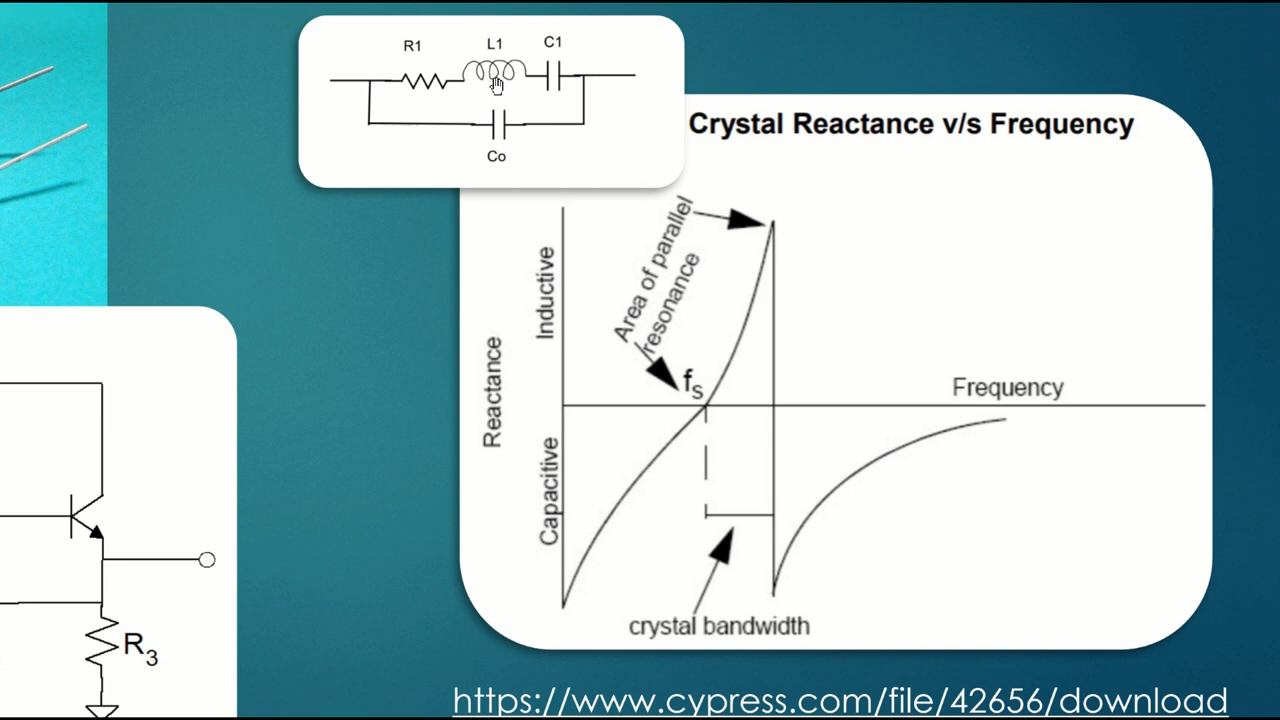 R1
L1
C1
Co
Crystal Reactance v/s Frequency
Area of parallel
resonance
Inductive
Reactance
Capacitive
fs
Frequency
crystal bandwidth
R3
https://www.cypress.com/file/42656/download